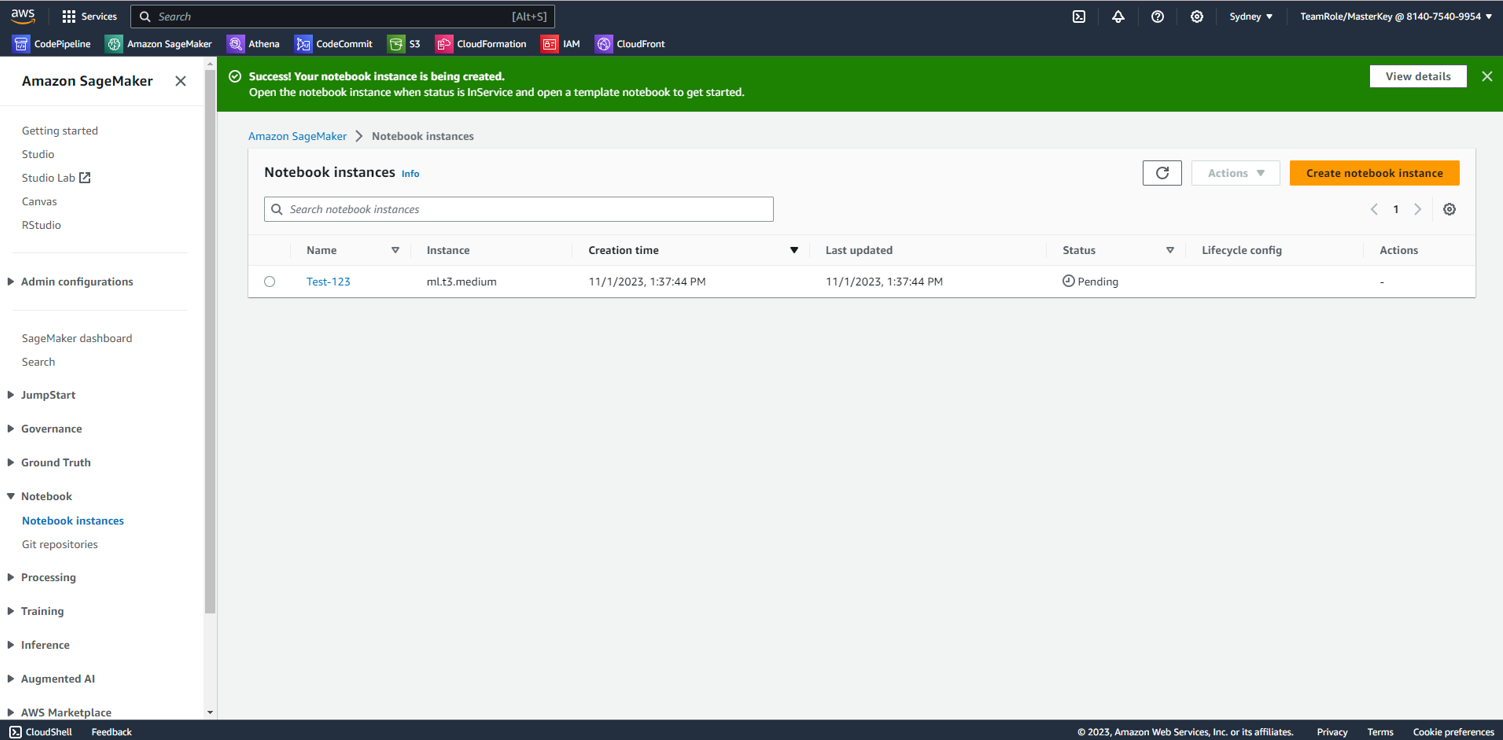 aws Services Search [Alt+S] Sydney ▼ TeamRole/MasterKey @ 8140-7540-9954 ▼
CodePipeline Amazon SageMaker Athena CodeCommit S3 CloudFormation IAM CloudFront
Amazon SageMaker
Getting started
Studio
Studio Lab
Canvas
RStudio
Admin configurations
SageMaker dashboard
Search
JumpStart
Governance
Ground Truth
Notebook
Notebook instances
Git repositories
Processing
Training
Inference
Augmented AI
AWS Marketplace
Success! Your notebook instance is being created.
Open the notebook instance when status is InService and open a template notebook to get started.
View details
Amazon SageMaker > Notebook instances
Notebook instances Info
Actions ▼ Create notebook instance
Search notebook instances
1
Name Instance Creation time Last updated Status Lifecycle config Actions
Test-123 ml.t3.medium 11/1/2023, 1:37:44 PM 11/1/2023, 1:37:44 PM Pending -
CloudShell Feedback © 2023, Amazon Web Services, Inc. or its affiliates. Privacy Terms Cookie preferences